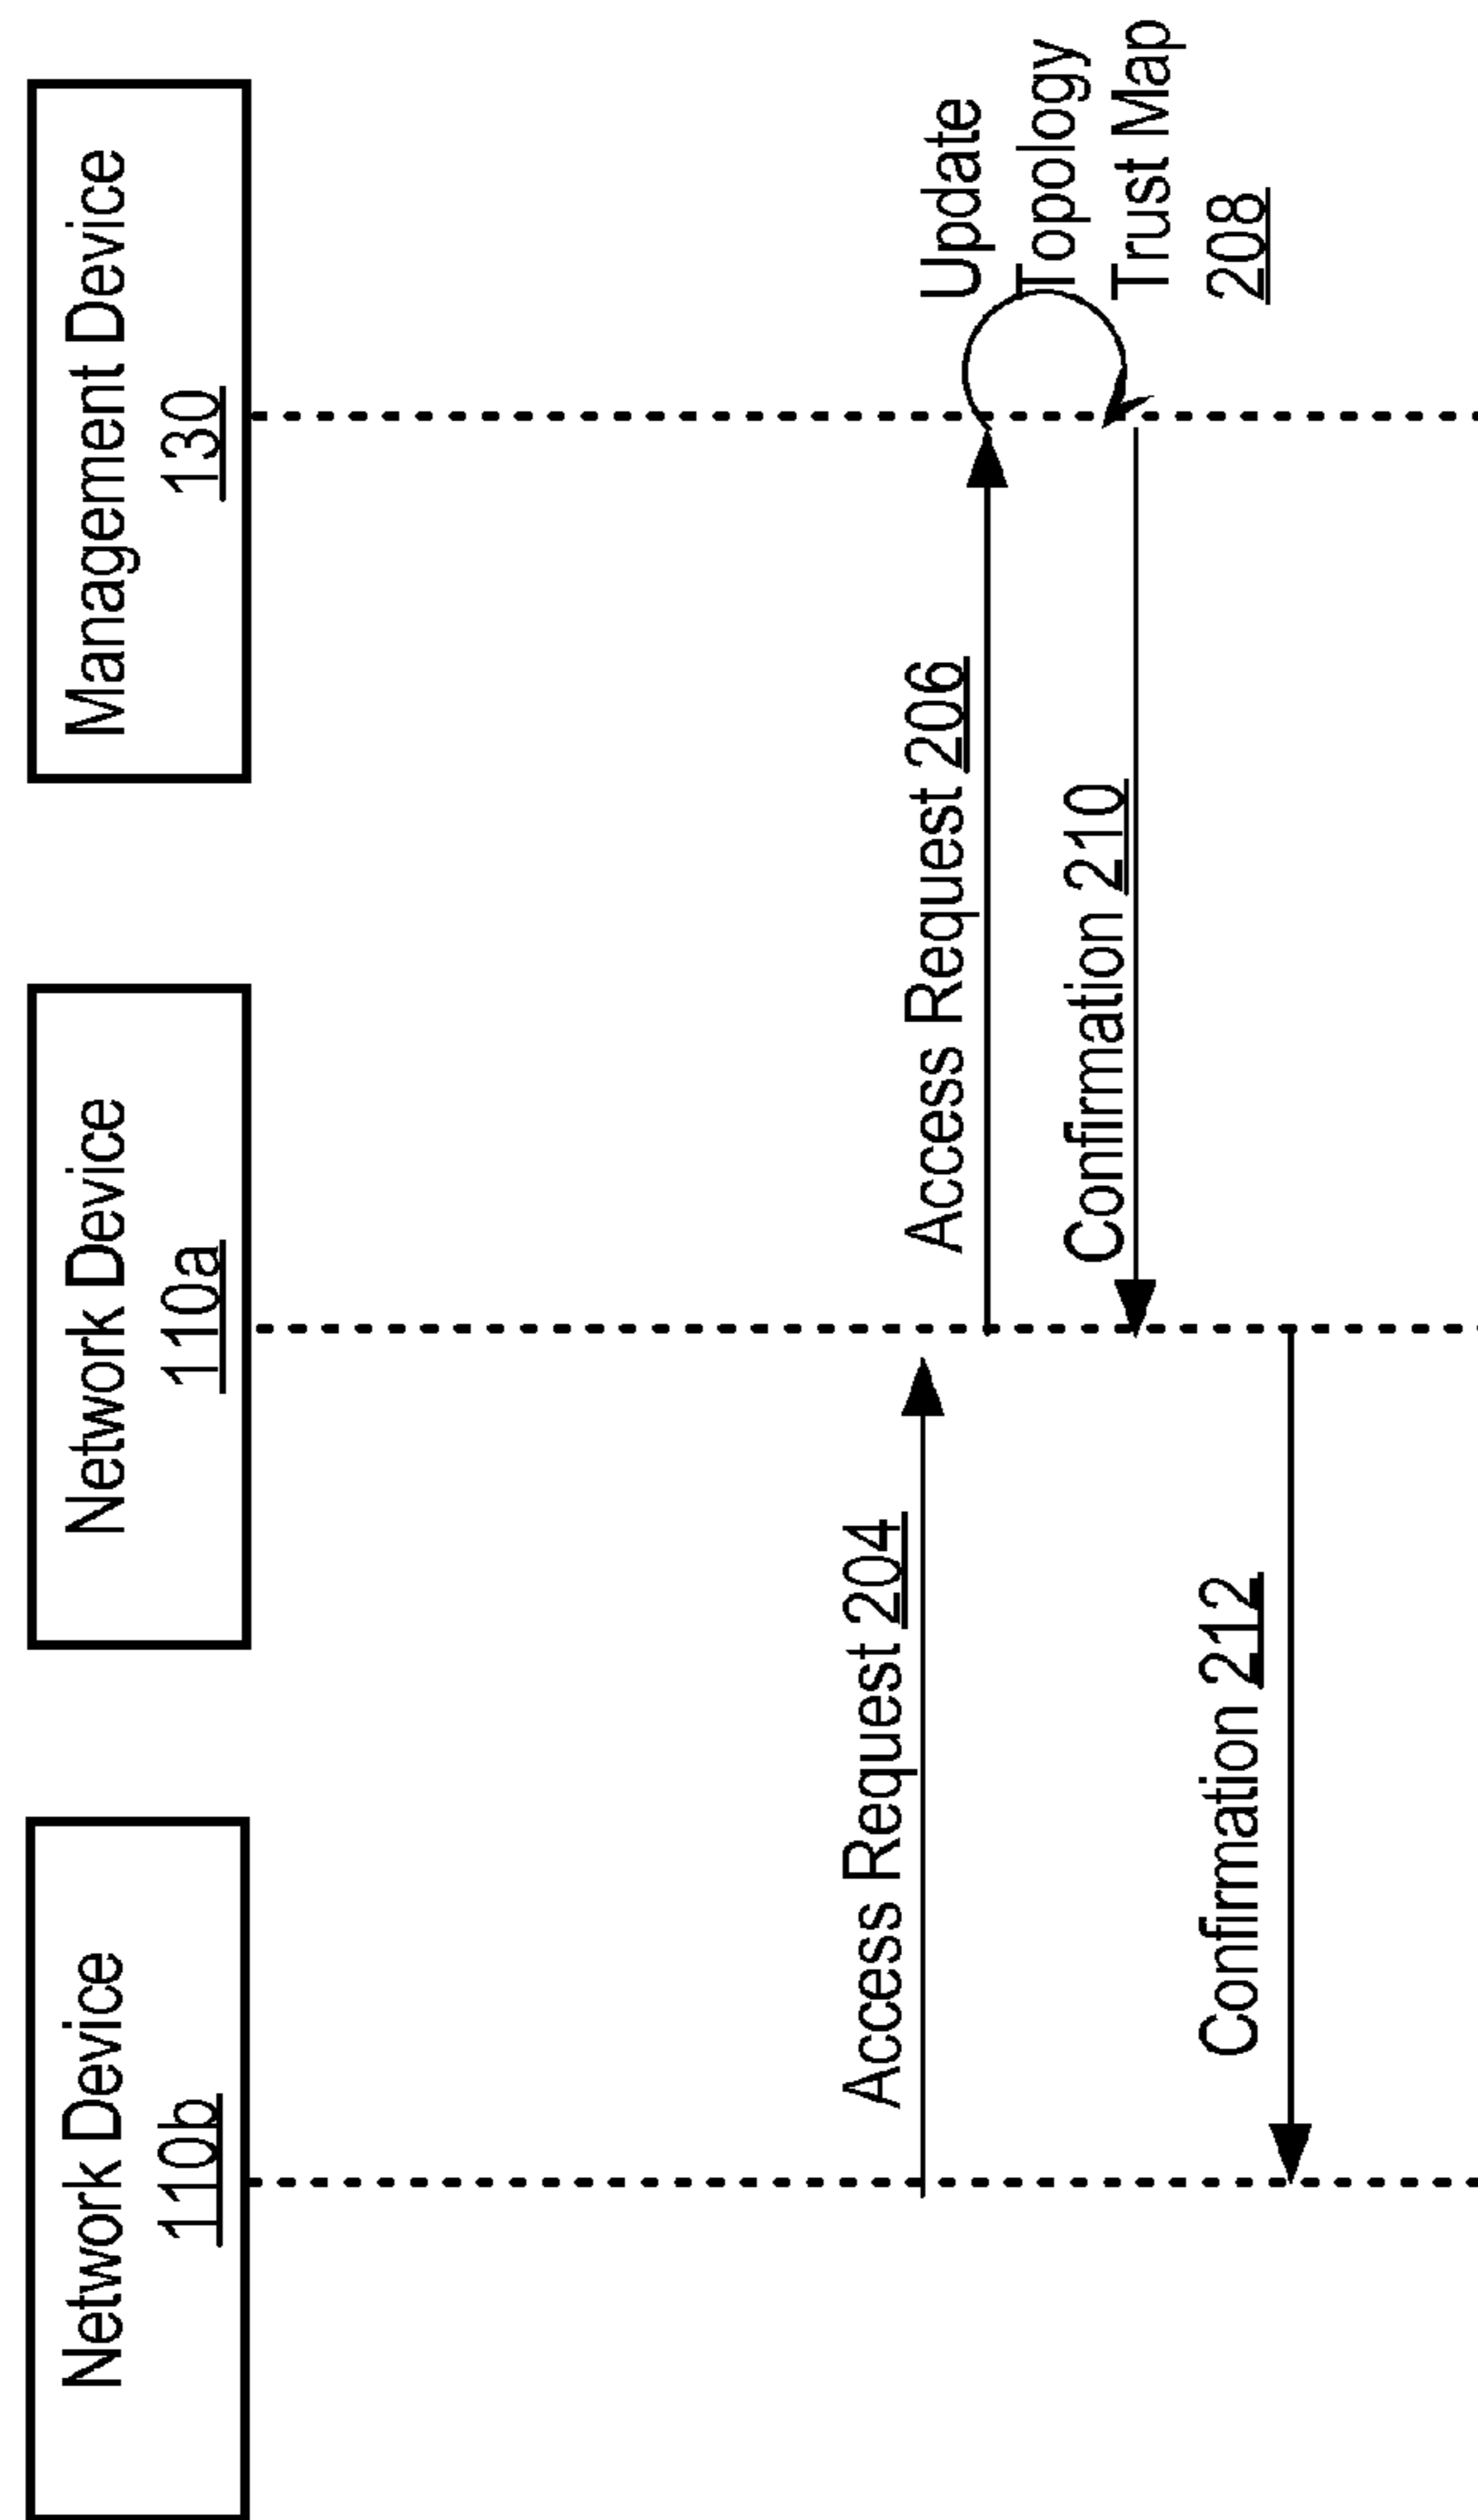 Network Device
110b
Network Device
110a
Management Device
130
Access Request 204
Access Request 206
Update
Topology
Trust Map
208
Confirmation 210
Confirmation 212